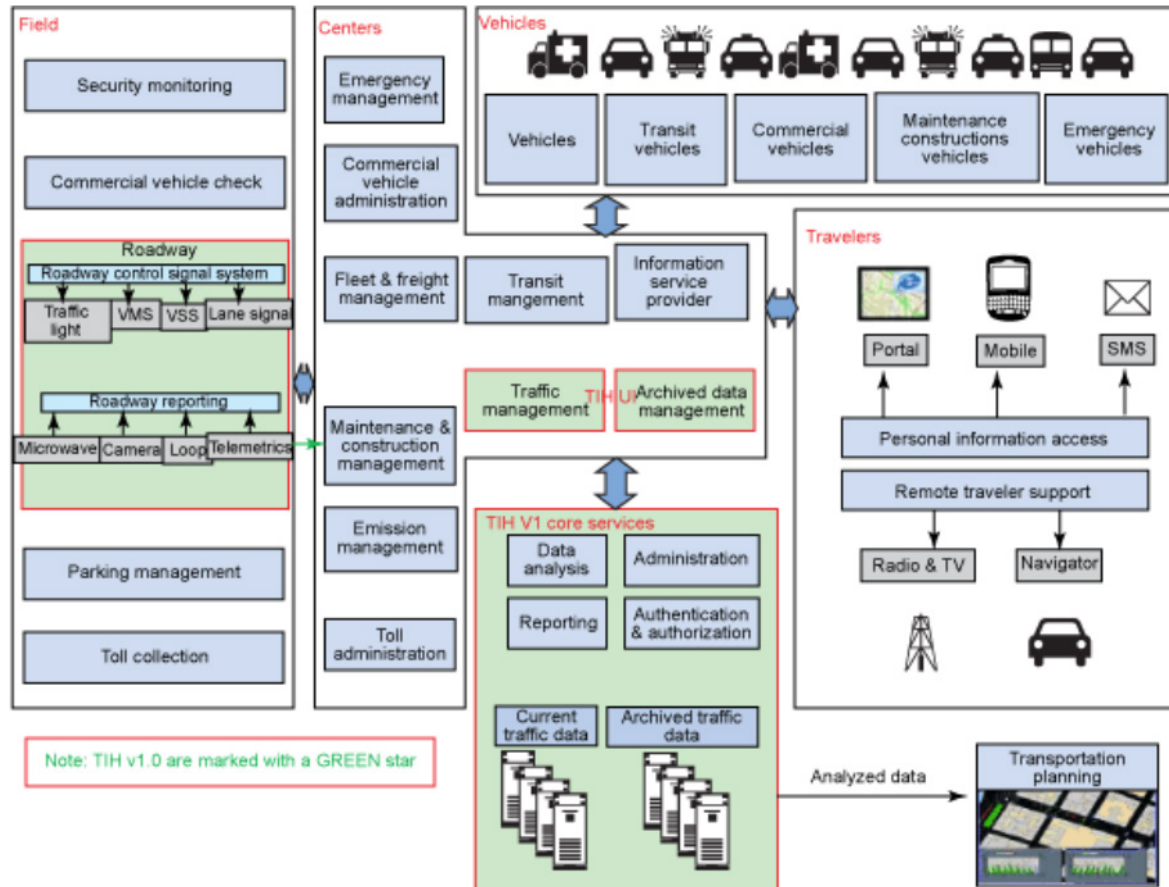 Field
Security monitoring
Commercial vehicle check
Roadway
Roadway control signal system
Traffic
light
VMS
VSS
Lane signal
Roadway reporting
Microwave
Camera
Loop
Telemetrics
Parking management
Toll collection
Note: TIH v1.0 are marked with a GREEN star
Centers
Emergency
management
Commercial
vehicle
administration
Fleet & freight
management
Transit
mangement
Information
service
provider
Traffic
management
TIH UI
Archived data
management
Maintenance &
construction
management
Emission
management
Toll
administration
Vehicles
Vehicles
Transit
vehicles
Commercial
vehicles
Maintenance
constructions
vehicles
Emergency
vehicles
Travelers
Portal
Mobile
SMS
Personal information access
Remote traveler support
Radio & TV
Navigator
TIH V1 core services
Data
analysis
Administration
Reporting
Authentication
& authorization
Current
traffic data
Archived traffic
data
Analyzed data
Transportation
planning